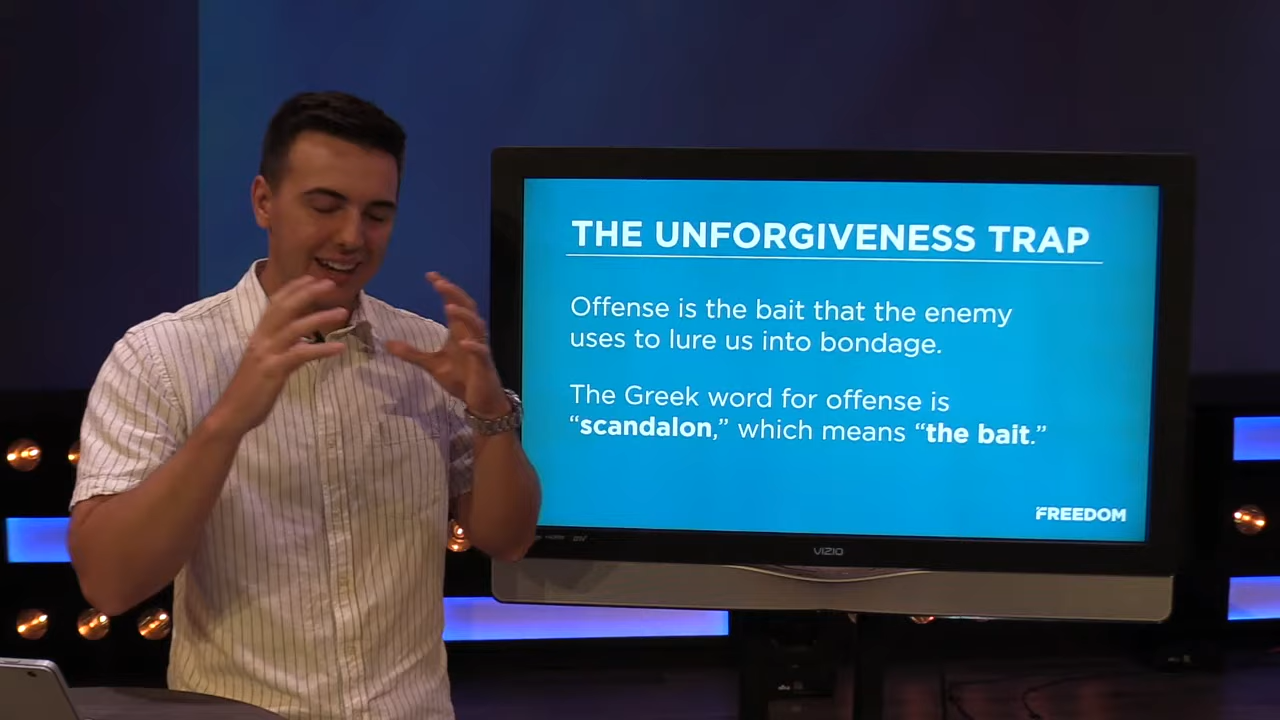 THE UNFORGIVENESS TRAP
Offense is the bait that the enemy
uses to lure us into bondage.
The Greek word for offense is
“scandalon,” which means “the bait.”
FREEDOM
VIZIO